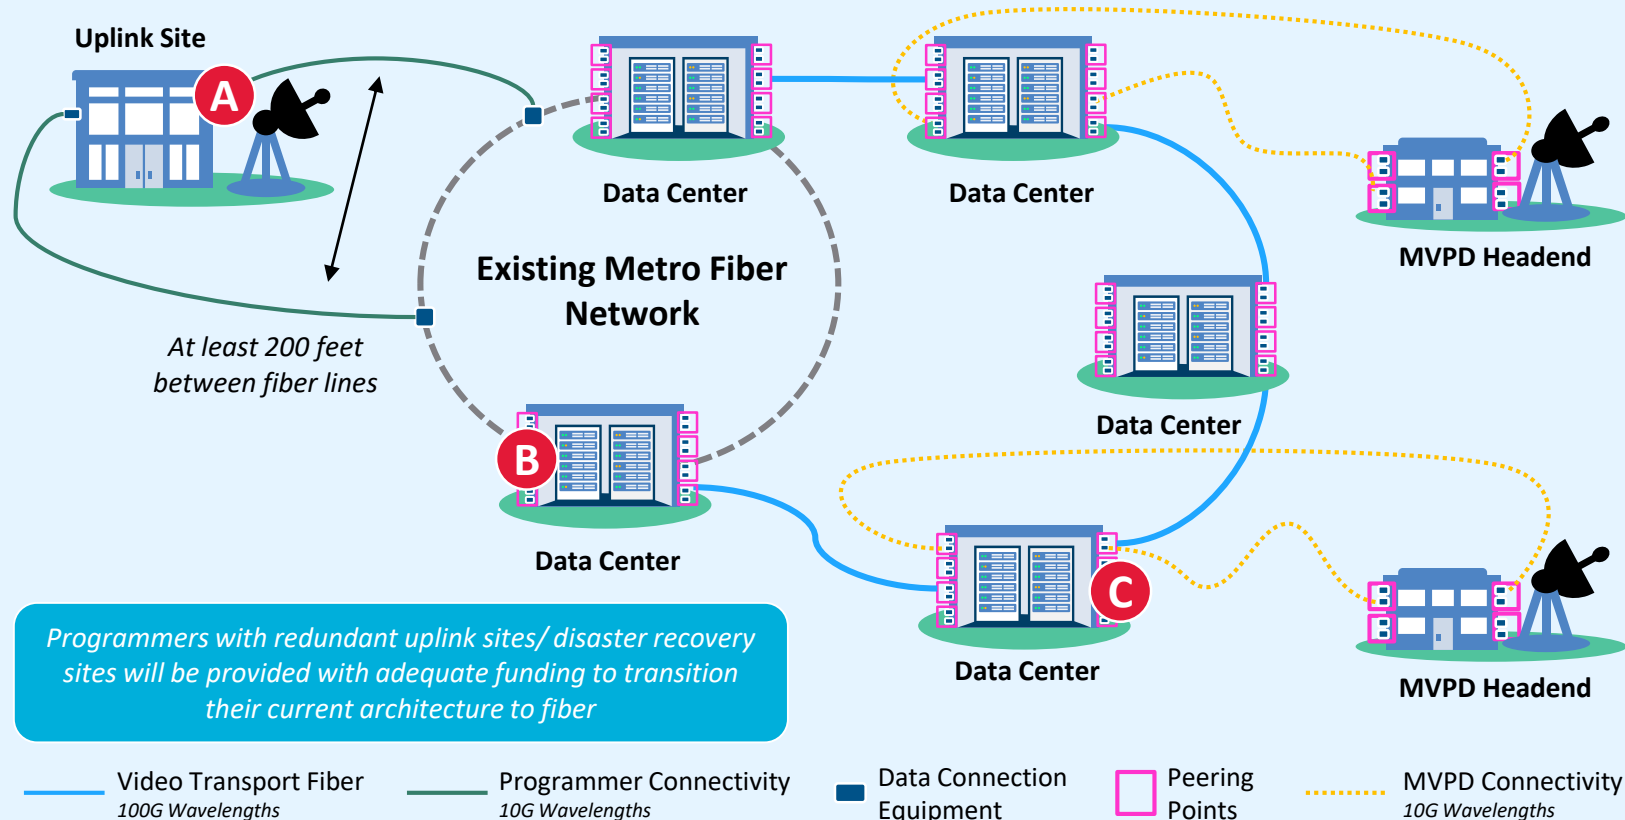 Uplink Site
A
Data Center
Data Center
MVPD Headend
Existing Metro Fiber
Network
At least 200 feet
between fiber lines
Data Center
B
Data Center
C
Data Center
MVPD Headend
Programmers with redundant uplink sites/ disaster recovery
sites will be provided with adequate funding to transition
their current architecture to fiber
Video Transport Fiber
100G Wavelengths
Programmer Connectivity
10G Wavelengths
Data Connection
Equipment
Peering
Points
MVPD Connectivity
10G Wavelengths